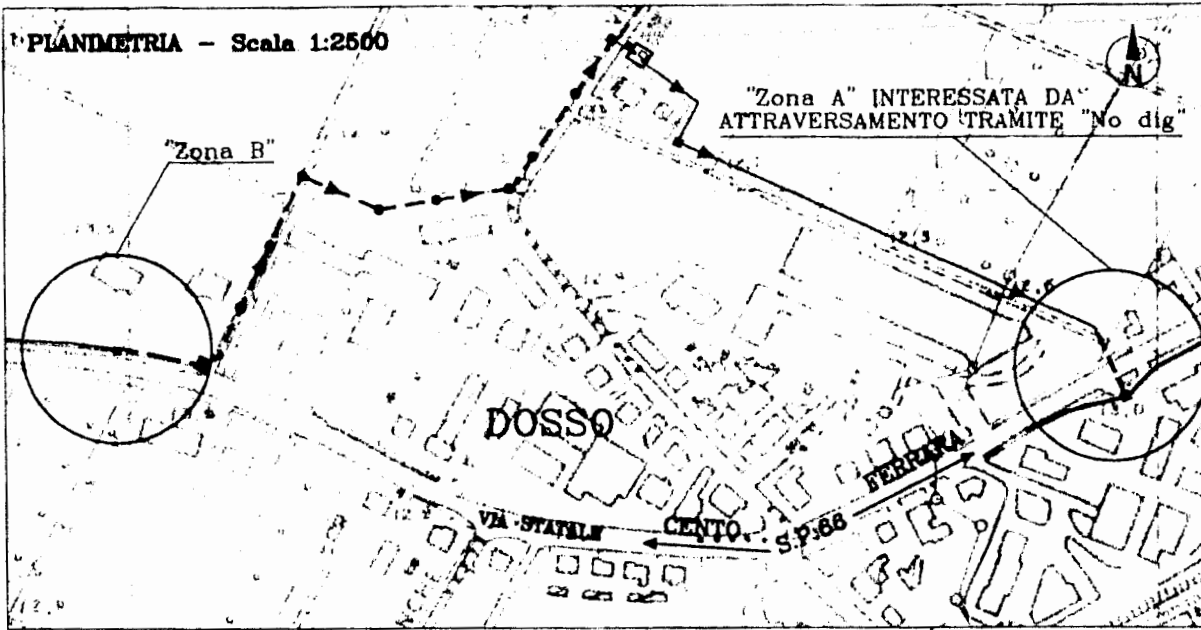 PLANIMETRIA - Scala 1:2500
N
"Zona A" INTERESSATA DA
ATTRAVERSAMENTO TRAMITE "No dig"
"Zona B"
DOSSO
FERRARA
VIA STATALE
CENTO
S.P.66